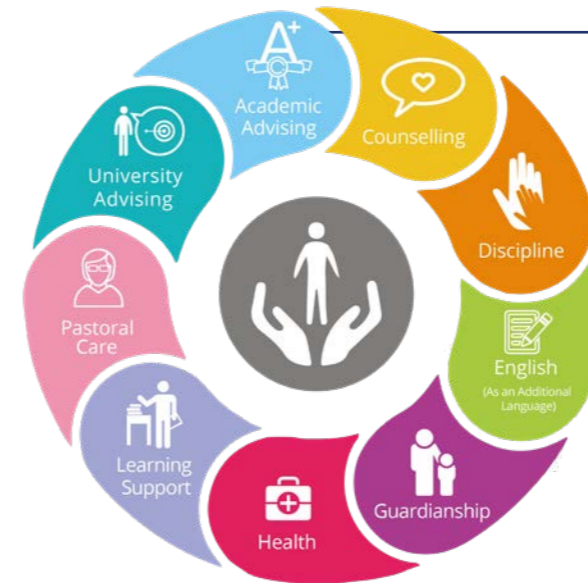 A+
Academic
Advising
Counselling
Discipline
English
(As an Additional
Language)
Guardianship
Health
Learning
Support
Pastoral
Care
University
Advising